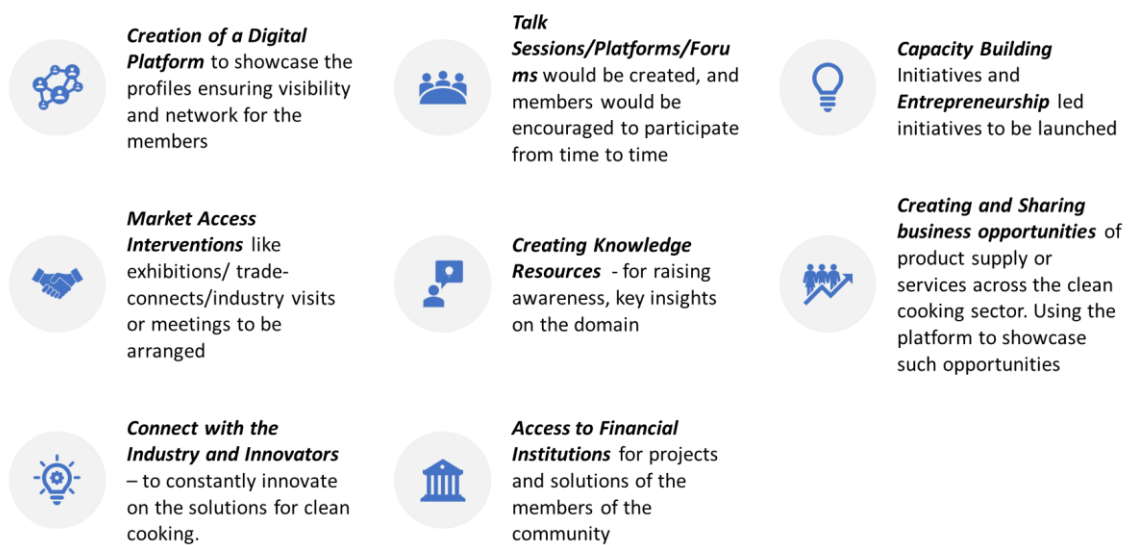 Creation of a Digital
Platform to showcase the
profiles ensuring visibility
and network for the
members
Talk
Sessions/Platforms/Foru
ms would be created, and
members would be
encouraged to participate
from time to time
Capacity Building
Initiatives and
Entrepreneurship led
initiatives to be launched
Market Access
Interventions like
exhibitions/ trade-
connects/industry visits
or meetings to be
arranged
Creating Knowledge
Resources - for raising
awareness, key insights
on the domain
Creating and Sharing
business opportunities of
product supply or
services across the clean
cooking sector. Using the
platform to showcase
such opportunities
Connect with the
Industry and Innovators
– to constantly innovate
on the solutions for clean
cooking.
Access to Financial
Institutions for projects
and solutions of the
members of the
community